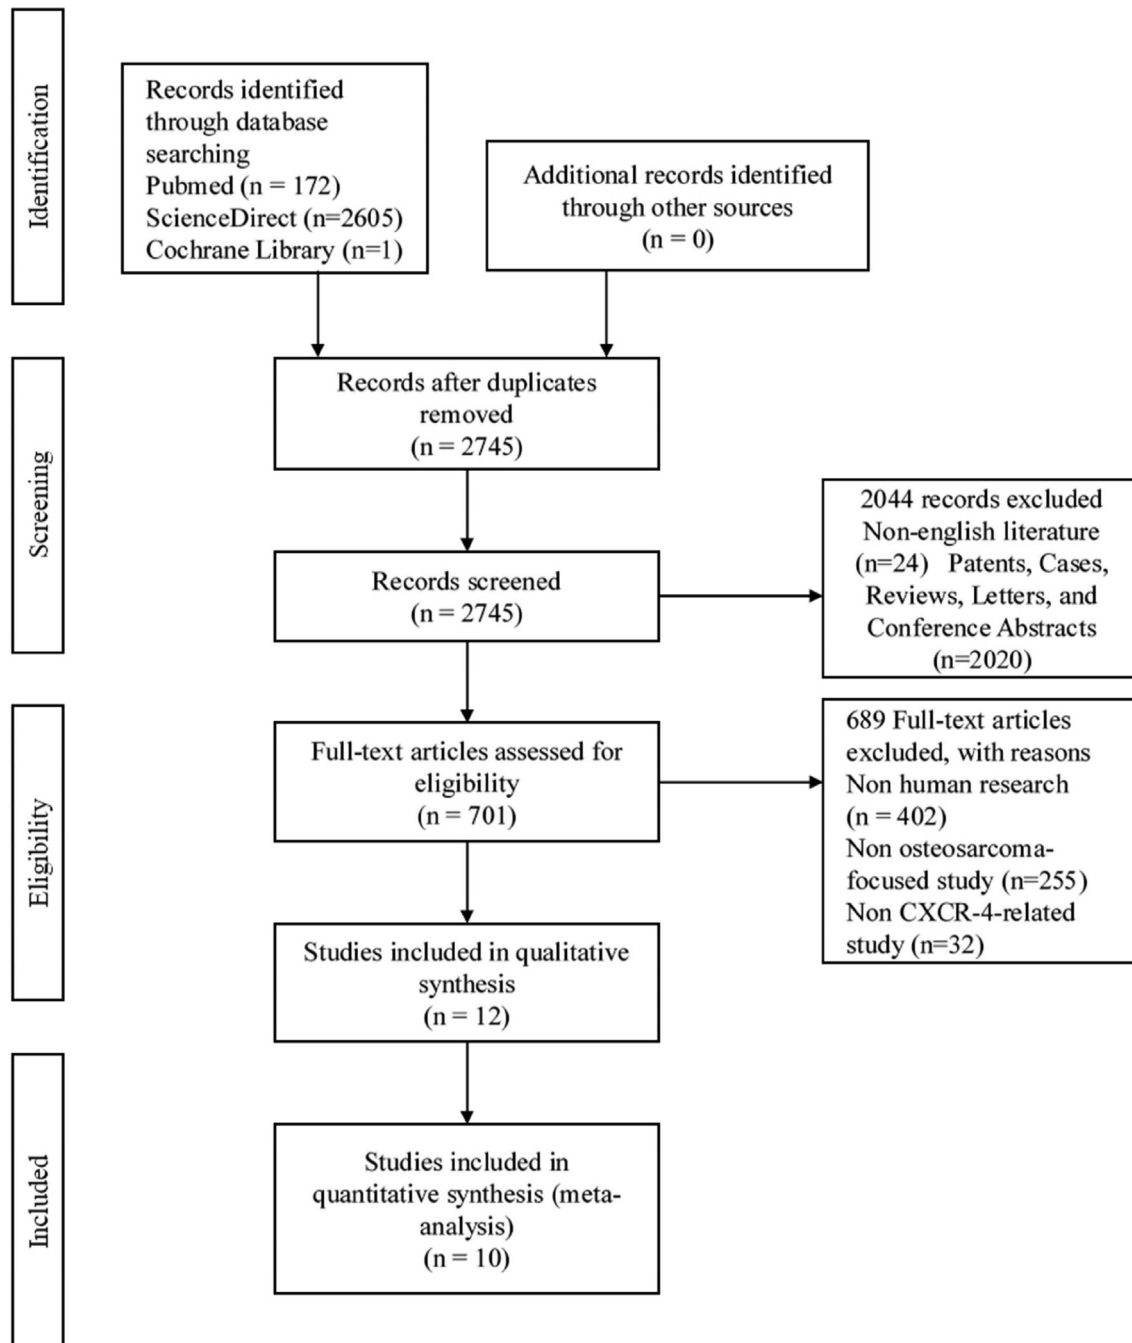 Identification
Records identified
through database
searching
Pubmed (n = 172)
ScienceDirect (n=2605)
Cochrane Library (n=1)
Additional records identified
through other sources
(n = 0)
Screening
Records after duplicates
removed
(n = 2745)
Records screened
(n = 2745)
2044 records excluded
Non-english literature
(n=24) Patents, Cases,
Reviews, Letters, and
Conference Abstracts
(n=2020)
Eligibility
Full-text articles assessed for
eligibility
(n = 701)
689 Full-text articles
excluded, with reasons
Non human research
(n = 402)
Non osteosarcoma-
focused study (n=255)
Non CXCR-4-related
study (n=32)
Studies included in qualitative
synthesis
(n = 12)
Included
Studies included in
quantitative synthesis (meta-
analysis)
(n = 10)